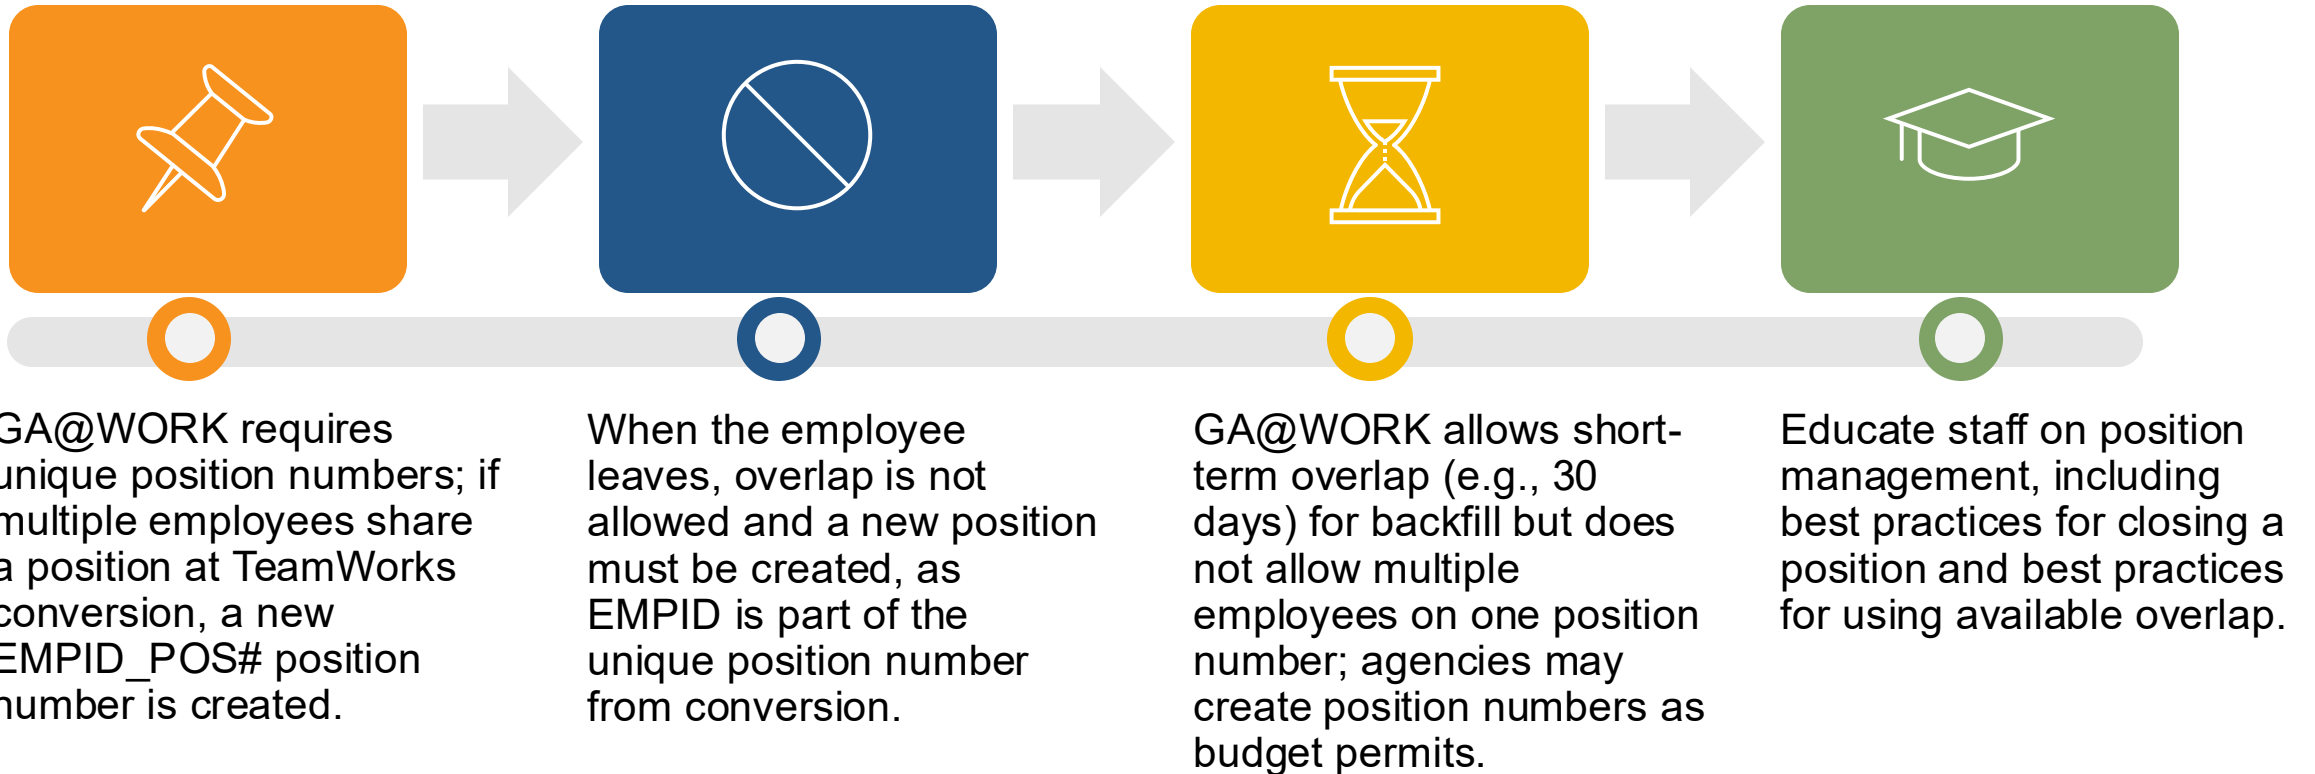 GA@WORK requires
unique position numbers; if
multiple employees share
a position at TeamWorks
conversion, a new
EMPID_POS# position
number is created.
When the employee
leaves, overlap is not
allowed and a new position
must be created, as
EMPID is part of the
unique position number
from conversion.
GA@WORK allows short-
term overlap (e.g., 30
days) for backfill but does
not allow multiple
employees on one position
number; agencies may
create position numbers as
budget permits.
Educate staff on position
management, including
best practices for closing a
position and best practices
for using available overlap.